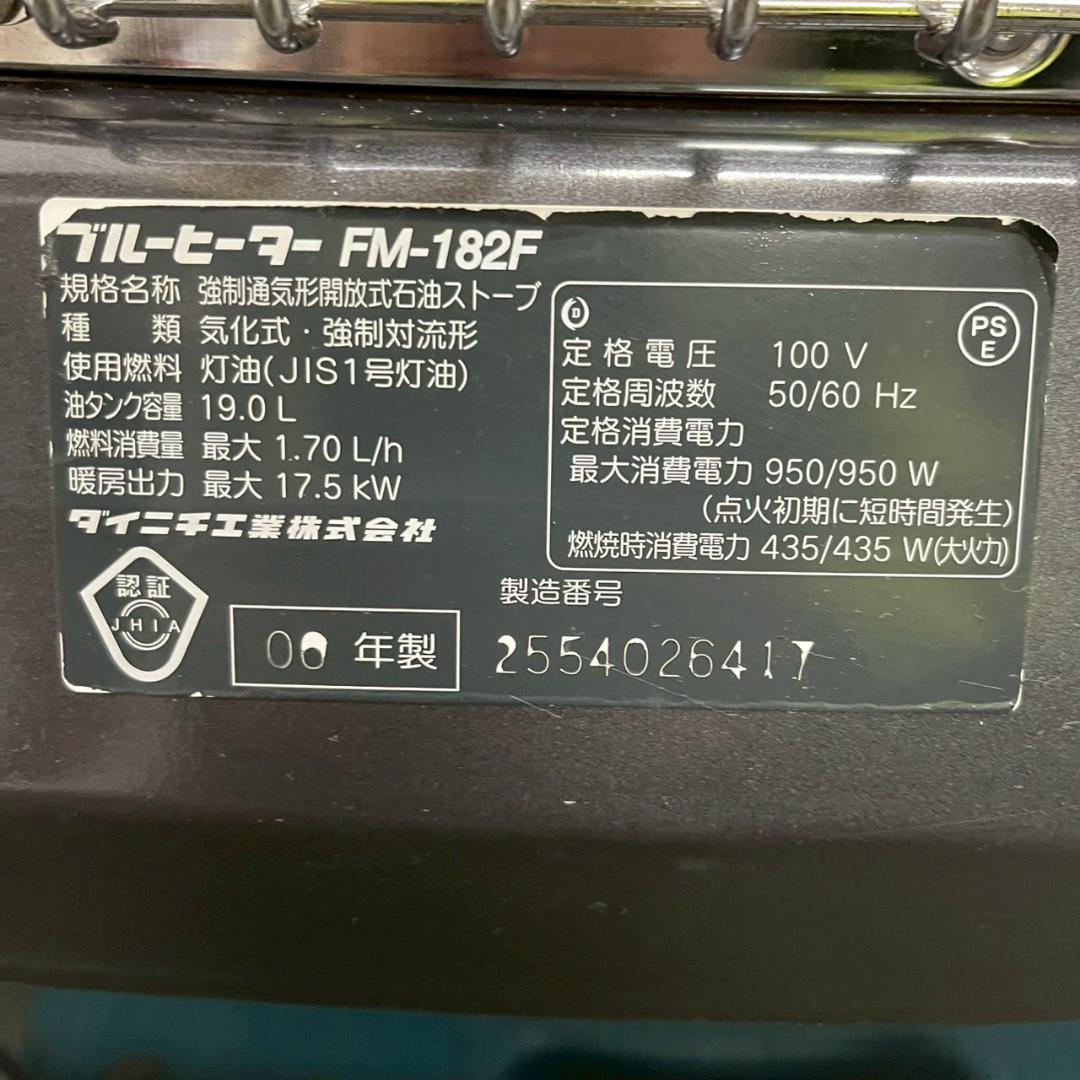 ブルーヒーター FM-182F
規格名称 強制通気形開放式石油ストーブ
種 類 気化式・強制対流形
使用燃料 灯油(JIS1号灯油)
油タンク容量 19.0 L
燃料消費量 最大 1.70 L/h
暖房出力 最大 17.5 kW
ダイニチ工業株式会社
認証
JHIA
年製
D
PS
E
定格電圧 100 V
定格周波数 50/60 Hz
定格消費電力
最大消費電力 950/950 W
(点火初期に短時間発生)
燃焼時消費電力 435/435 W(大火力)
製造番号
2554026417